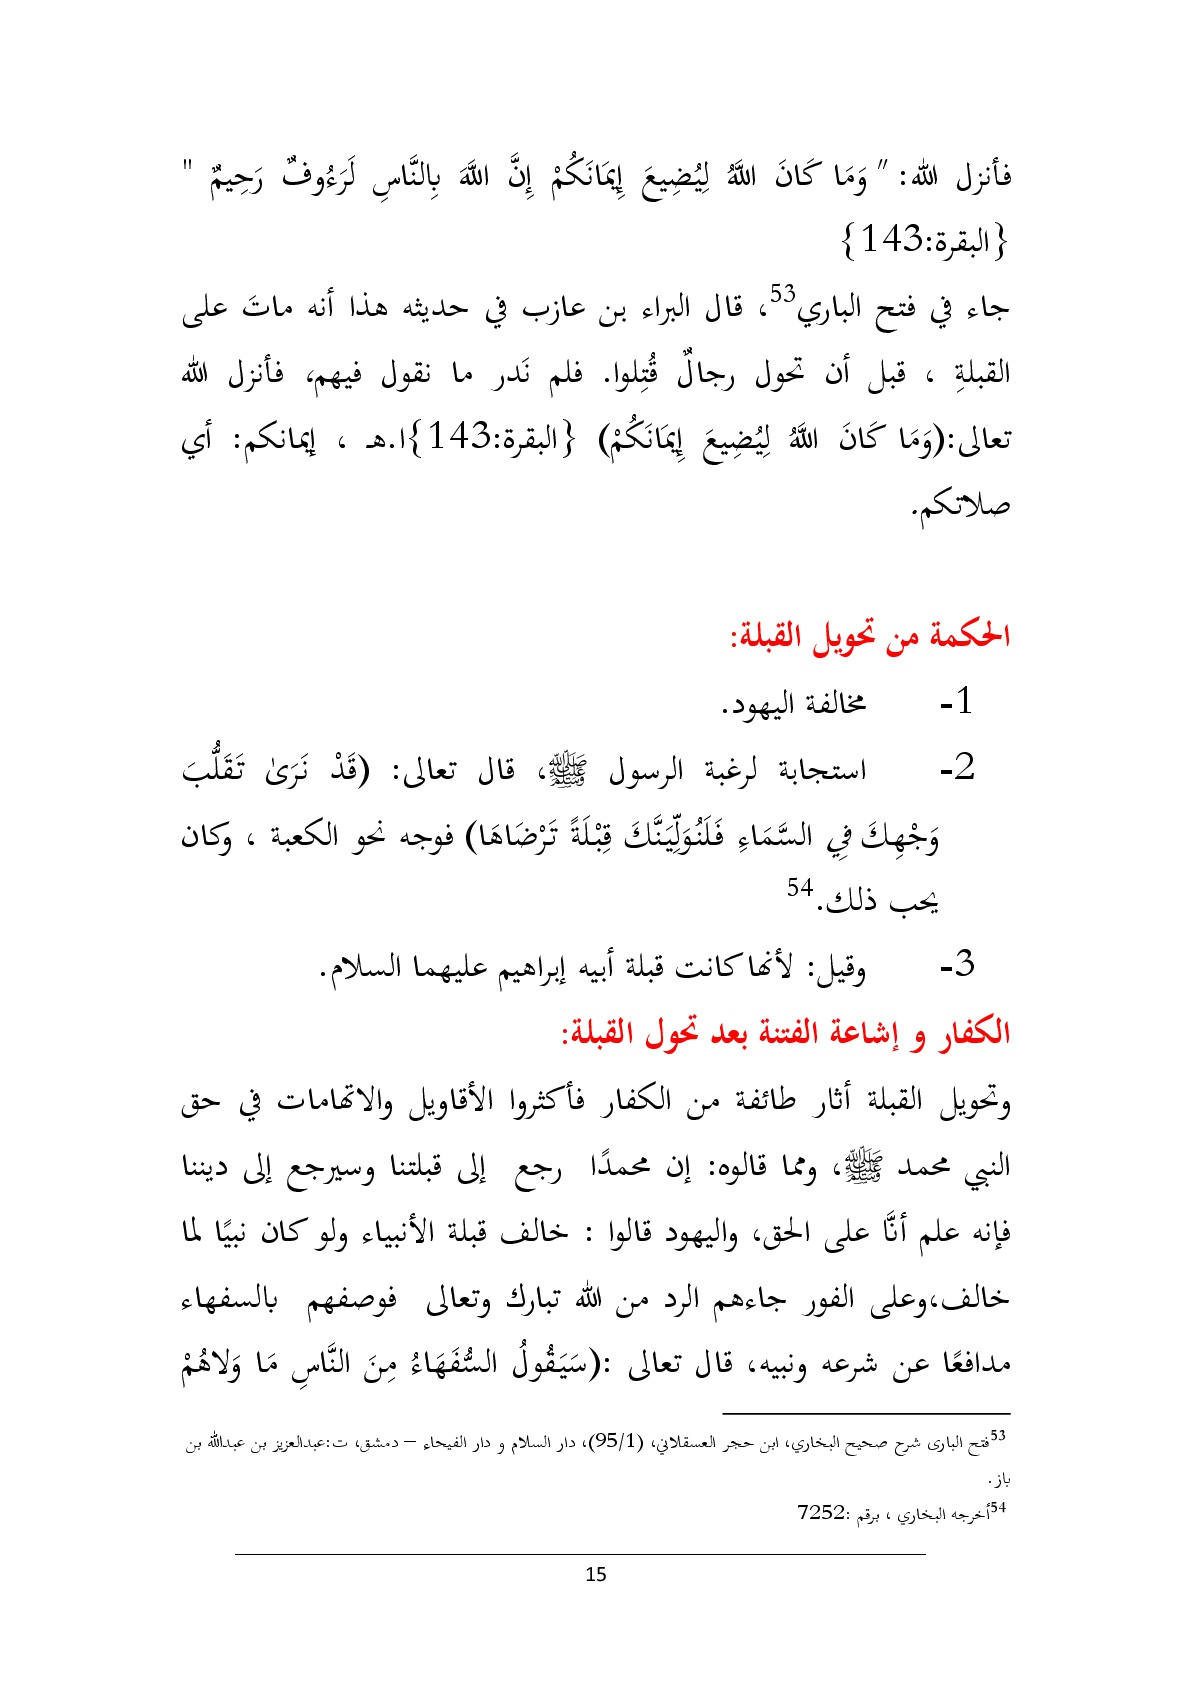 فأنزل الله: " وَمَا كَانَ اللَّهُ لِيُضِيعَ إِيمَانَكُمْ إِنَّ اللَّهَ بِالنَّاسِ لَرَءُوفٌ رَحِيمٌ "
{البقرة:143}
جاء في فتح الباري53، قال البراء بن عازب في حديثه هذا أنه ماتَ على
القبلةِ ، قبل أن تحول رجالٌ قُتِلوا. فلم نَدر ما نقول فيهم، فأنزل الله
تعالى:(وَمَا كَانَ اللَّهُ لِيُضِيعَ إِيمَانَكُمْ) {البقرة:143}ا.هـ ، إيمانكم: أي
صلاتكم.
الحكمة من تحويل القبلة:
1- مخالفة اليهود.
2- استجابة لرغبة الرسول ﷺ، قال تعالى: (قَدْ نَرَىٰ تَقَلُّبَ
وَجْهِكَ فِي السَّمَاءِ فَلَنُوَلِّيَنَّكَ قِبْلَةً تَرْضَاهَا) فوجه نحو الكعبة ، وكان
يحب ذلك.54
3- وقيل: لأنها كانت قبلة أبيه إبراهيم عليهما السلام.
الكفار و إشاعة الفتنة بعد تحول القبلة:
وتحويل القبلة أثار طائفة من الكفار فأكثروا الأقاويل والاتهامات في حق
النبي محمد ﷺ، ومما قالوه: إن محمدًا رجع إلى قبلتنا وسيرجع إلى ديننا
فإنه علم أنَّا على الحق، واليهود قالوا : خالف قبلة الأنبياء ولو كان نبيًا لما
خالف،وعلى الفور جاءهم الرد من الله تبارك وتعالى فوصفهم بالسفهاء
مدافعًا عن شرعه ونبيه، قال تعالى :(سَيَقُولُ السُّفَهَاءُ مِنَ النَّاسِ مَا وَلاهُمْ
53فتح البارى شرح صحيح البخاري، ابن حجر العسقلاني، (95/1)، دار السلام و دار الفيحاء – دمشق، ت:عبدالعزيز بن عبدالله بن
باز.
54أخرجه البخاري ، برقم :7252
15